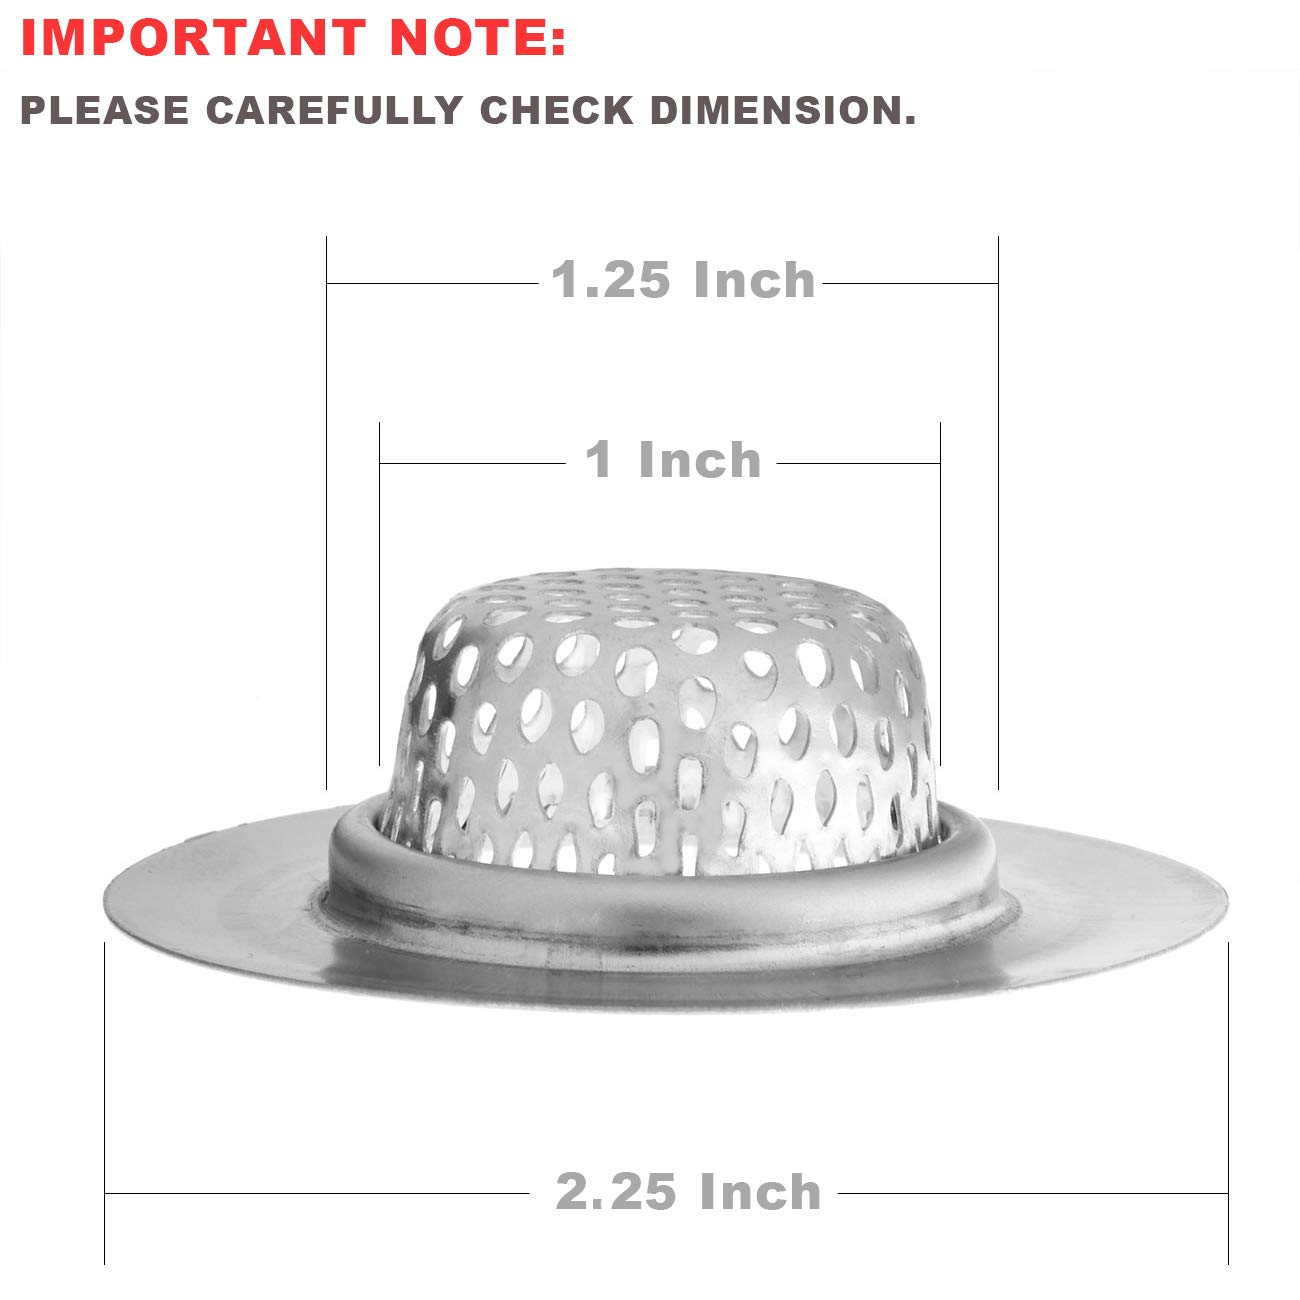 IMPORTANT NOTE:
PLEASE CAREFULLY CHECK DIMENSION.
1.25 Inch
1 Inch
2.25 Inch